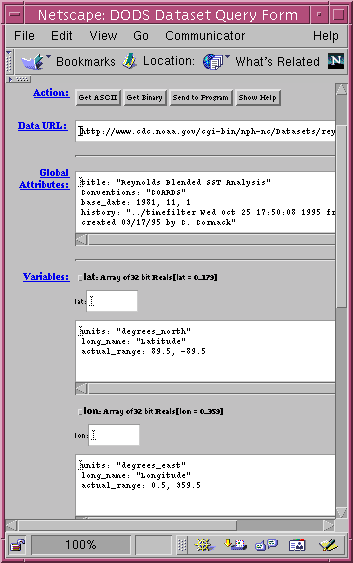 Netscape: DODS Dataset Query Form
File Edit View Go Communicator Help
Bookmarks Location: What's Related N
Action: Get ASCII Get Binary Send to Program Show Help
Data URL: http://www.cdc.noaa.gov/cgi-bin/nph-nc/Datasets/rey
Global Attributes:
title: "Reynolds Blended SST Analysis"
Conventions: "COARDS"
base_date: 1981, 11, 1
history: "../tinefilter Wed Oct 25 17:50:08 1995 fr
created 03/17/95 by C. Cormack"
Variables: lat: Array of 32 bit Reals [lat = 0..179]
lat:
units: "degrees_north"
long_name: "Latitude"
actual_range: 89.5, -89.5
lon: Array of 32 bit Reals [lon = 0..359]
lon:
units: "degrees_east"
long_name: "Longitude"
actual_range: 0.5, 359.5
100%